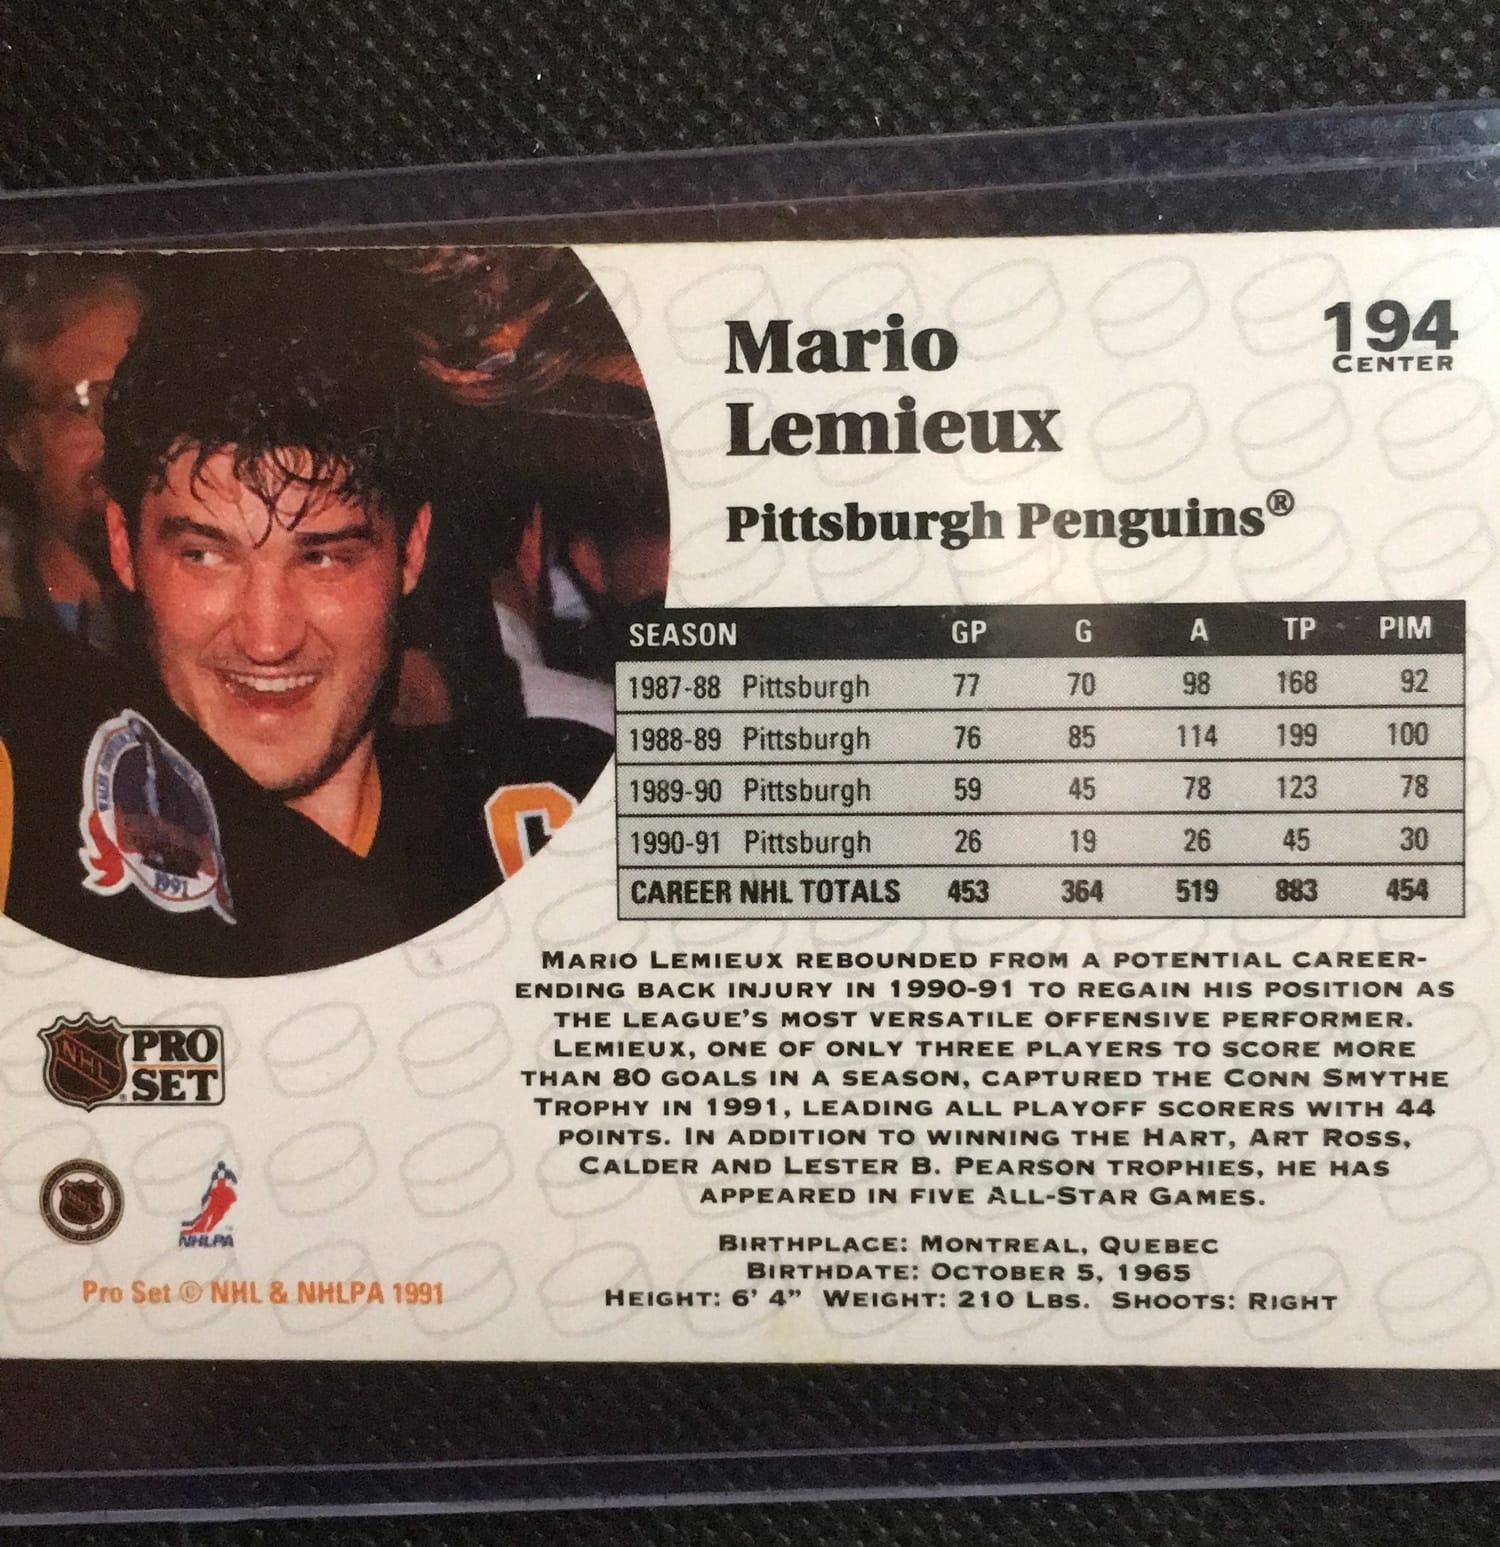 Mario
Lemieux
194
CENTER
Pittsburgh Penguins®
SEASON GP G A TP PIM
1987-88 Pittsburgh 77 70 98 168 92
1988-89 Pittsburgh 76 85 114 199 100
1989-90 Pittsburgh 59 45 78 123 78
1990-91 Pittsburgh 26 19 26 45 30
CAREER NHL TOTALS 453 364 519 883 454
MARIO LEMIEUX REBOUNDED FROM A POTENTIAL CAREER-
ENDING BACK INJURY IN 1990-91 TO REGAIN HIS POSITION AS
THE LEAGUE'S MOST VERSATILE OFFENSIVE PERFORMER.
LEMIEUX, ONE OF ONLY THREE PLAYERS TO SCORE MORE
THAN 80 GOALS IN A SEASON, CAPTURED THE CONN SMYTHE
TROPHY IN 1991, LEADING ALL PLAYOFF SCORERS WITH 44
POINTS. IN ADDITION TO WINNING THE HART, ART ROSS,
CALDER AND LESTER B. PEARSON TROPHIES, HE HAS
APPEARED IN FIVE ALL-STAR GAMES.
BIRTHPLACE: MONTREAL, QUEBEC
BIRTHDATE: OCTOBER 5, 1965
HEIGHT: 6' 4" WEIGHT: 210 LBS. SHOOTS: RIGHT
1991
C
NHL PRO
SET
NHLPA
Pro Set © NHL & NHLPA 1991